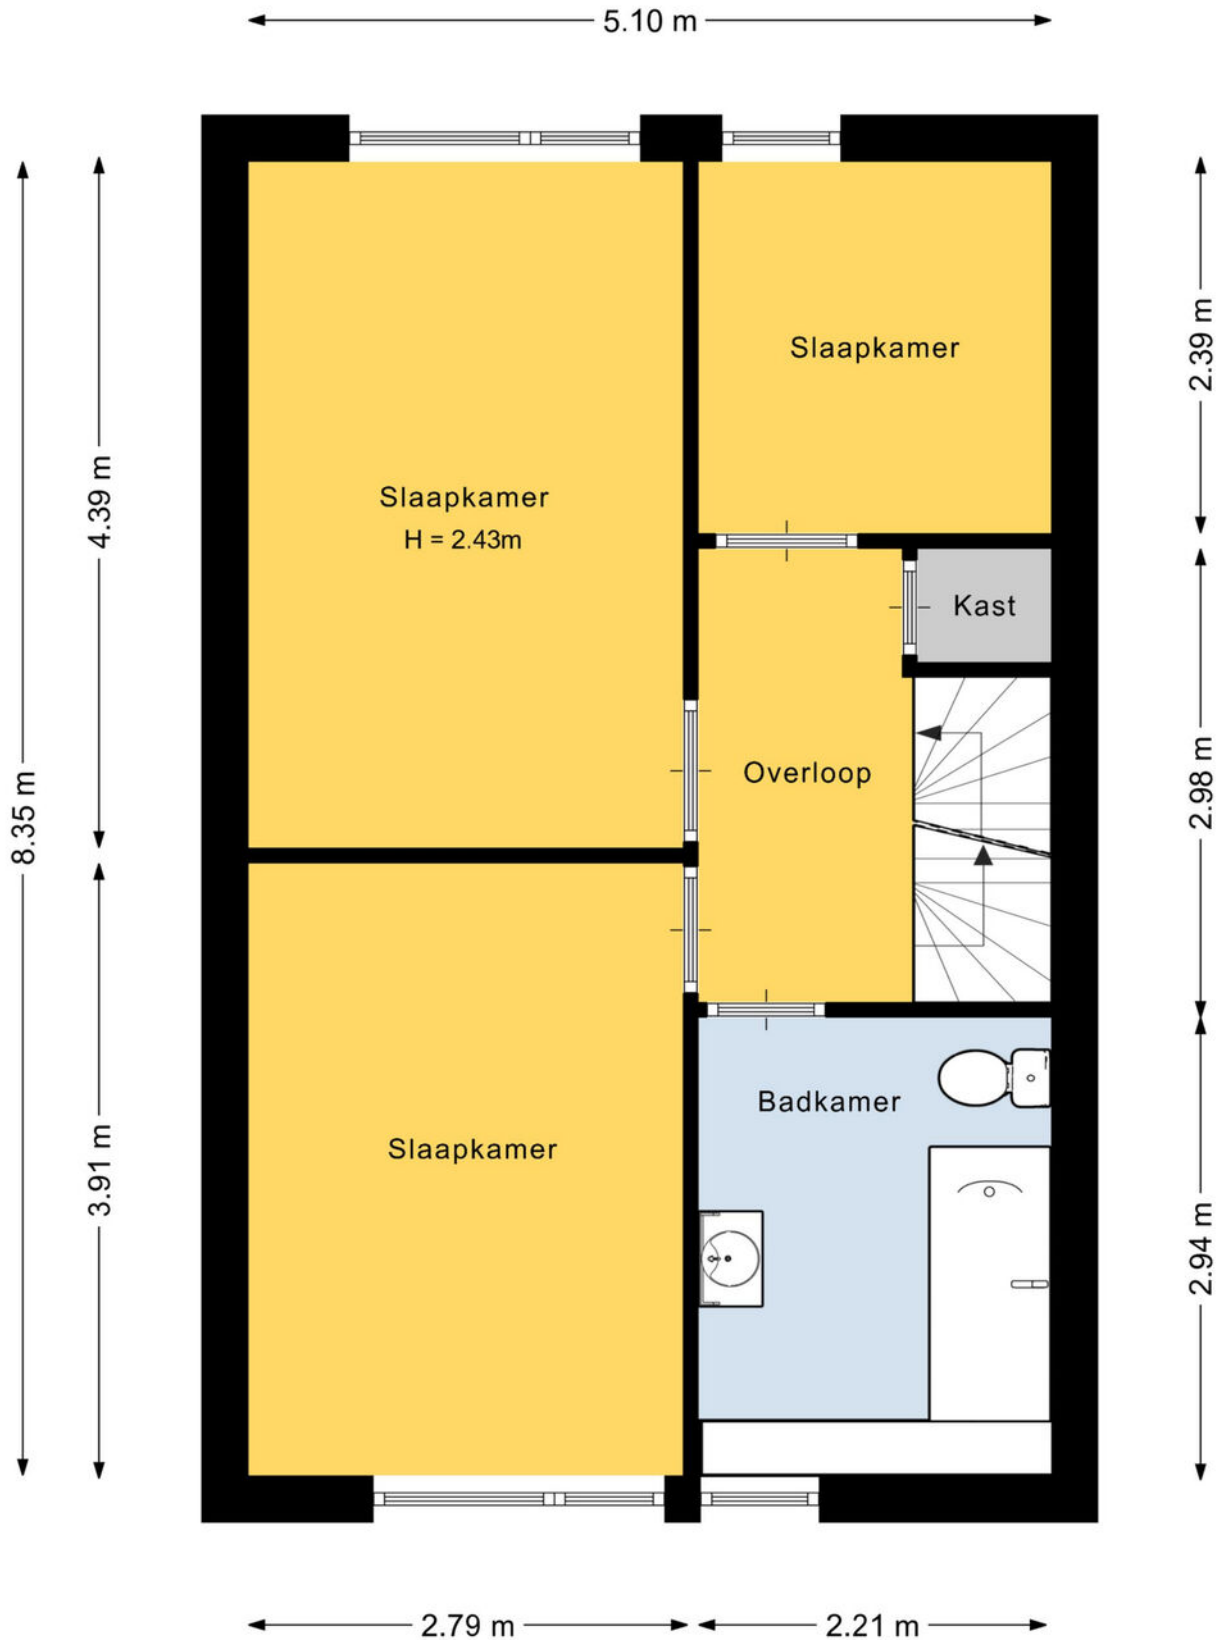 5.10 m
Slaapkamer
H = 2.43m
Slaapkamer
Kast
Overloop
Slaapkamer
Badkamer
8.35 m
4.39 m
3.91 m
2.39 m
2.98 m
2.94 m
2.79 m
2.21 m